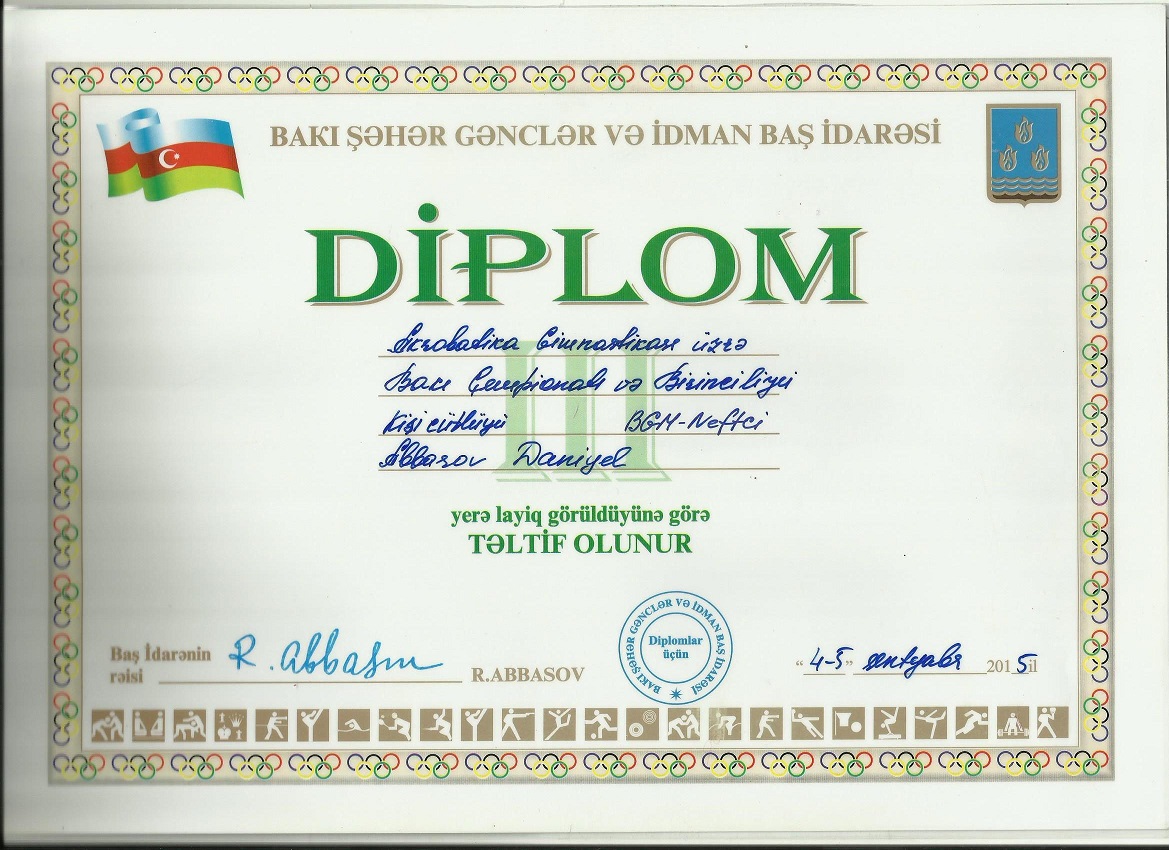 BAKI ŞƏHƏR GƏNCLƏR VƏ İDMAN BAŞ İDARƏSİ
DİPLOM
III
Akrobatika Gimnastikası üzrə
Bakı Çempionatı və Birinciliyi
Kişi cütlüyü BGM-Neftci
Abbasov Daniyel
yerə layiq görüldüyünə görə
TƏLTİF OLUNUR
Baş İdarənin
rəisi R. Abbasov R.ABBASOV
BAKI ŞƏHƏR GƏNCLƏR VƏ İDMAN BAŞ İDARƏSİ
Diplomlar
üçün
“4-5” sentyabr 2015 il